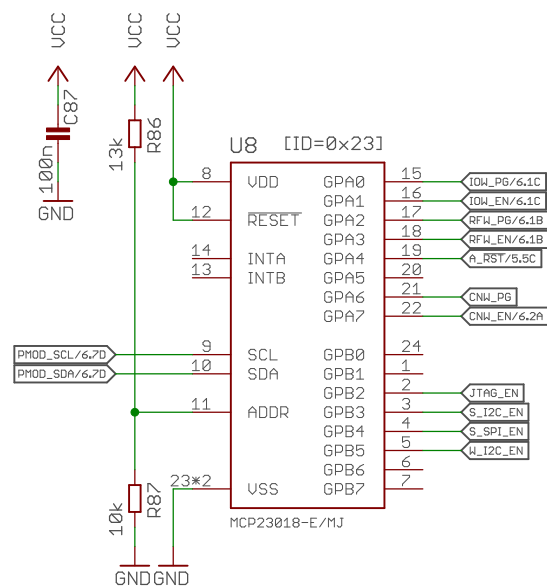 VCC
VCC
VCC
C87
100n
GND
R86
13k
U8
[ID=0x23]
8 VDD GPA0 15 IOW_PG/6.1C
GPA1 16 IOW_EN/6.1C
12 RESET GPA2 17 RFW_PG/6.1B
GPA3 18 RFW_EN/6.1B
14 INTA GPA4 19 A_RST/5.5C
13 INTB GPA5 20
GPA6 21 CNW_PG
GPA7 22 CNW_EN/6.2A
PMOD_SCL/6.7D 9 SCL GPB0 24
PMOD_SDA/6.7D 10 SDA GPB1 1
GPB2 2 JTAG_EN
11 ADDR GPB3 3 S_I2C_EN
GPB4 4 S_SPI_EN
GPB5 5 W_I2C_EN
GPB6 6
23*2 VSS GPB7 7
MCP23018-E/MJ
R87
10k
GND
GND